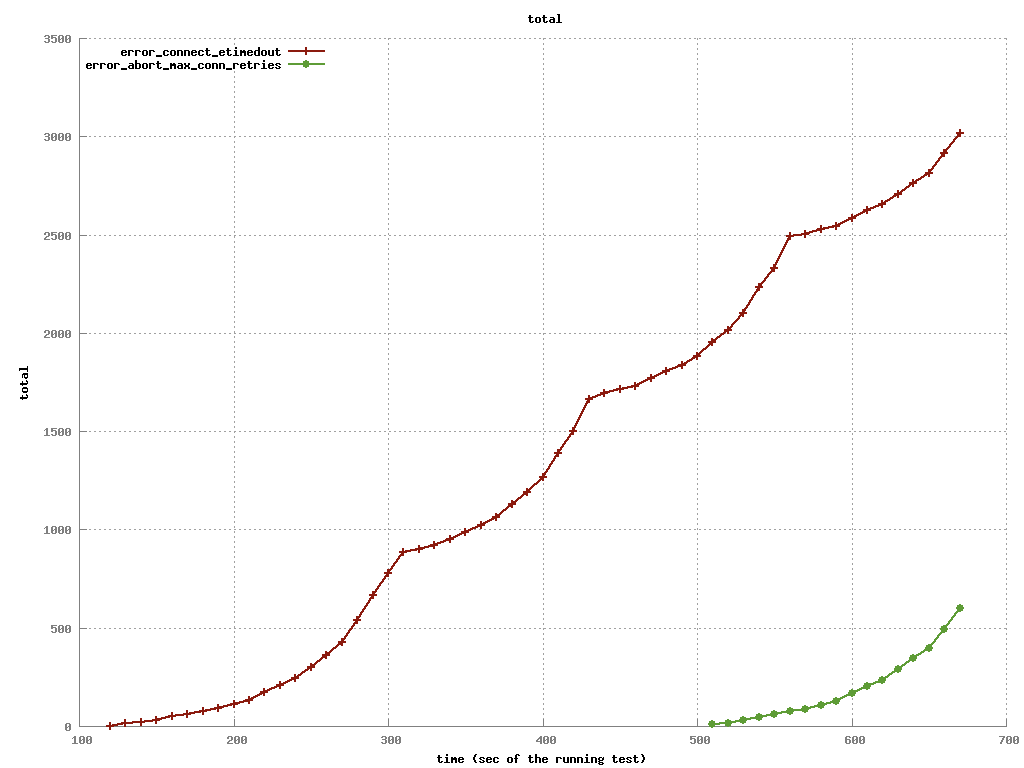 total
3500
error_connect_etimedout
error_abort_max_conn_retries
3000
2500
2000
total
1500
1000
500
0
100 200 300 400 500 600 700
time (sec of the running test)